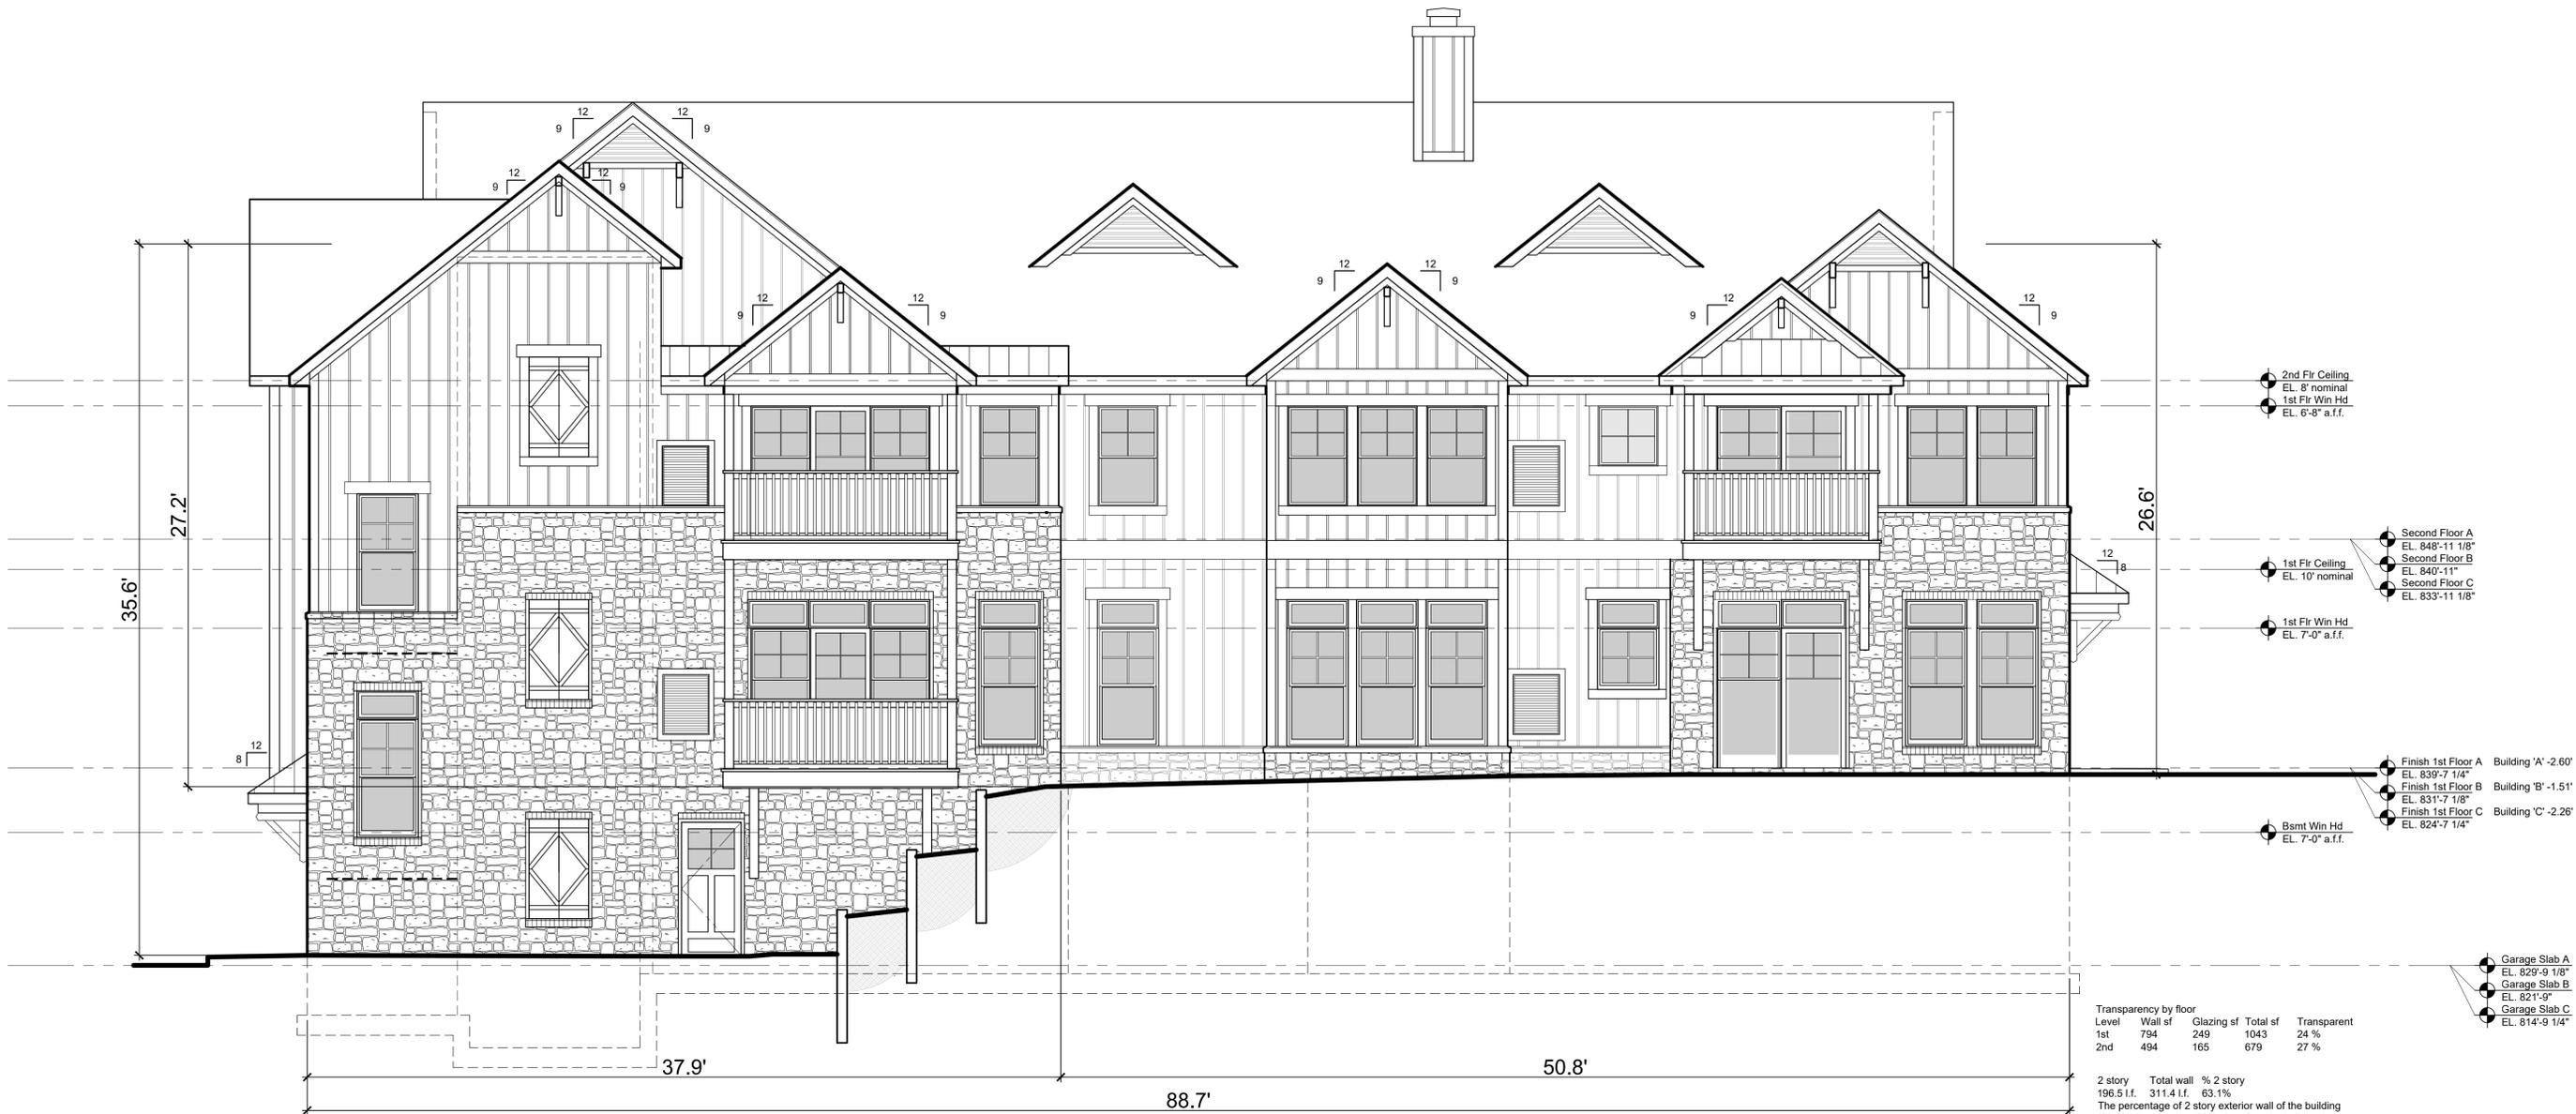 12
9
12
9
12
9
12
9
12
9
12
9
12
9
12
9
12
9
12
9
2nd Flr Ceiling
EL. 8' nominal
1st Flr Win Hd
EL. 6'-8" a.f.f.
35.6'
27.2'
26.6'
Second Floor A
EL. 848'-11 1/8"
Second Floor B
EL. 840'-11"
Second Floor C
EL. 833'-11 1/8"
1st Flr Ceiling
EL. 10' nominal
12
8
1st Flr Win Hd
EL. 7'-0" a.f.f.
12
8
Finish 1st Floor A Building 'A' -2.60'
EL. 839'-7 1/4"
Finish 1st Floor B Building 'B' -1.51'
EL. 831'-7 1/8"
Finish 1st Floor C Building 'C' -2.26'
EL. 824'-7 1/4"
Bsmt Win Hd
EL. 7'-0" a.f.f.
Garage Slab A
EL. 829'-9 1/8"
Garage Slab B
EL. 821'-9"
Garage Slab C
EL. 814'-9 1/4"
Transparency by floor
Level Wall sf Glazing sf Total sf Transparent
1st 794 249 1043 24 %
2nd 494 165 679 27 %
37.9'
50.8'
2 story Total wall % 2 story
196.5 l.f. 311.4 l.f. 63.1%
The percentage of 2 story exterior wall of the building
88.7'